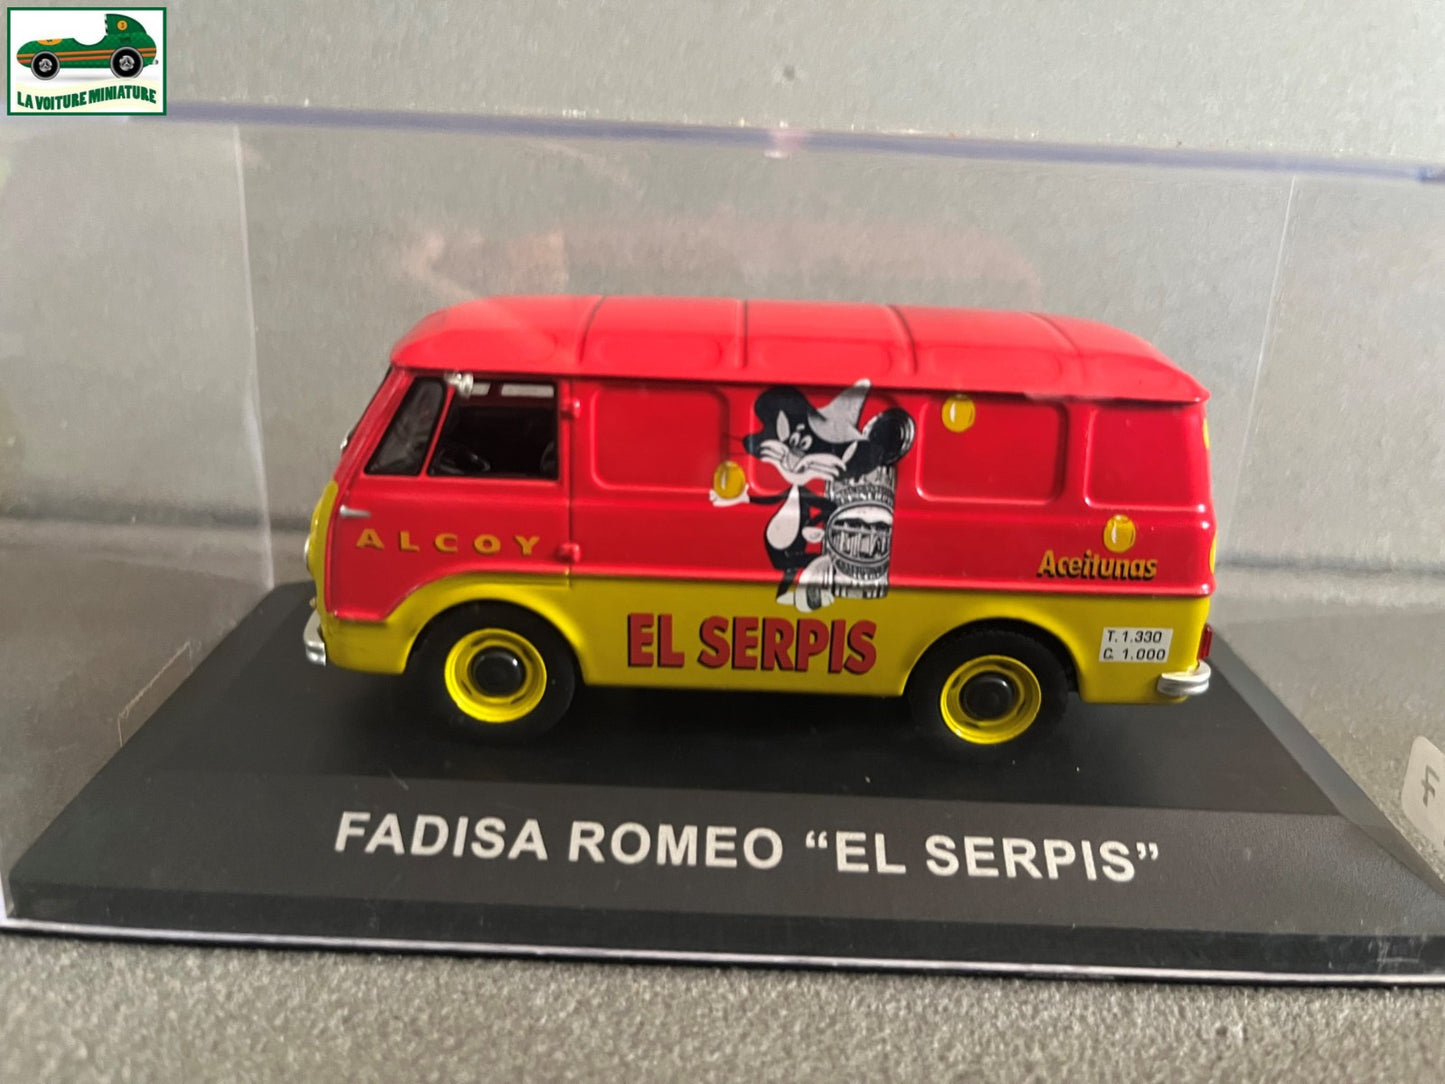 LA VOITURE MINIATURE
ALCOY
Aceitunas
EL SERPIS
T. 1.330
C. 1.000
FADISA ROMEO “EL SERPIS”